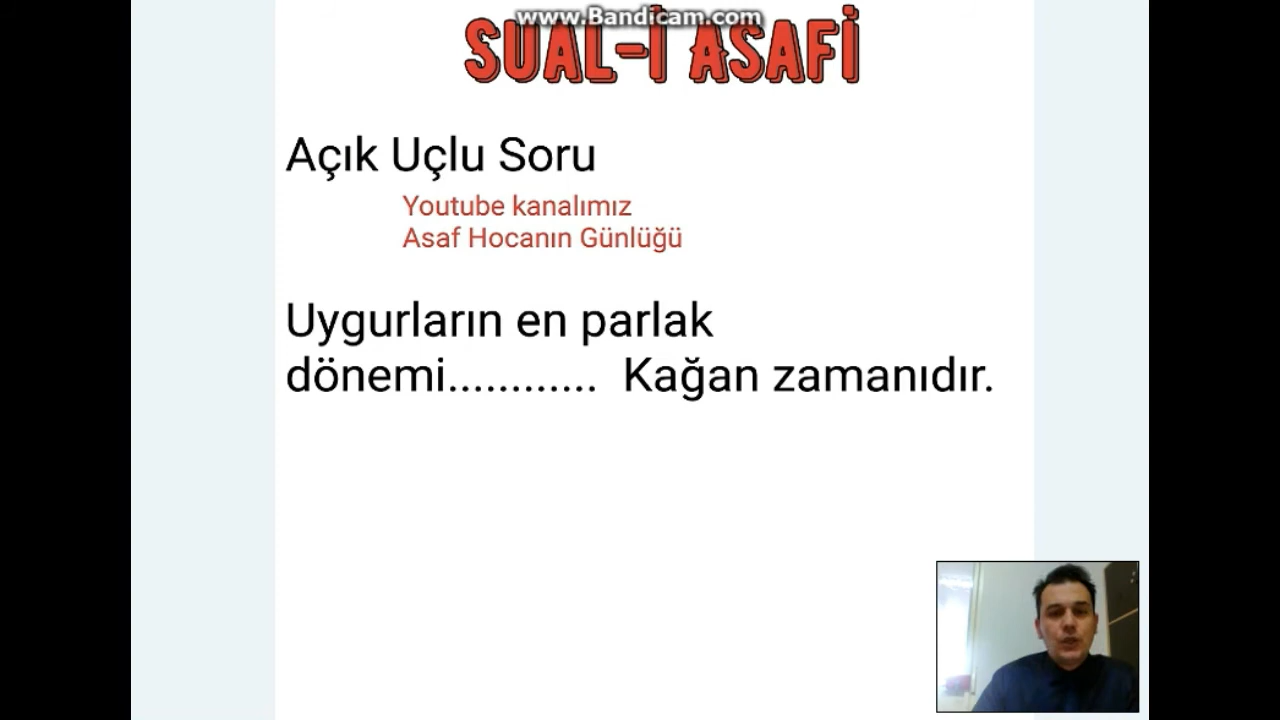 www.Bandicam.com
SUAL-İ ASAFİ
Açık Uçlu Soru
Youtube kanalımız
Asaf Hocanın Günlüğü
Uygurların en parlak
dönemi............ Kağan zamanıdır.